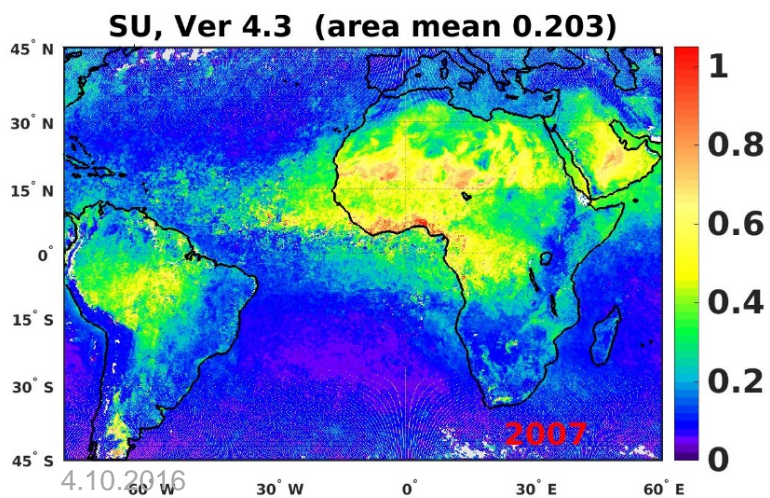 SU, Ver 4.3 (area mean 0.203)
45° N
30° N
15° N
0°
15° S
30° S
45° S
1
0.8
0.6
0.4
0.2
0
2007
4.10.2016
60° W
30° W
0°
30° E
60° E